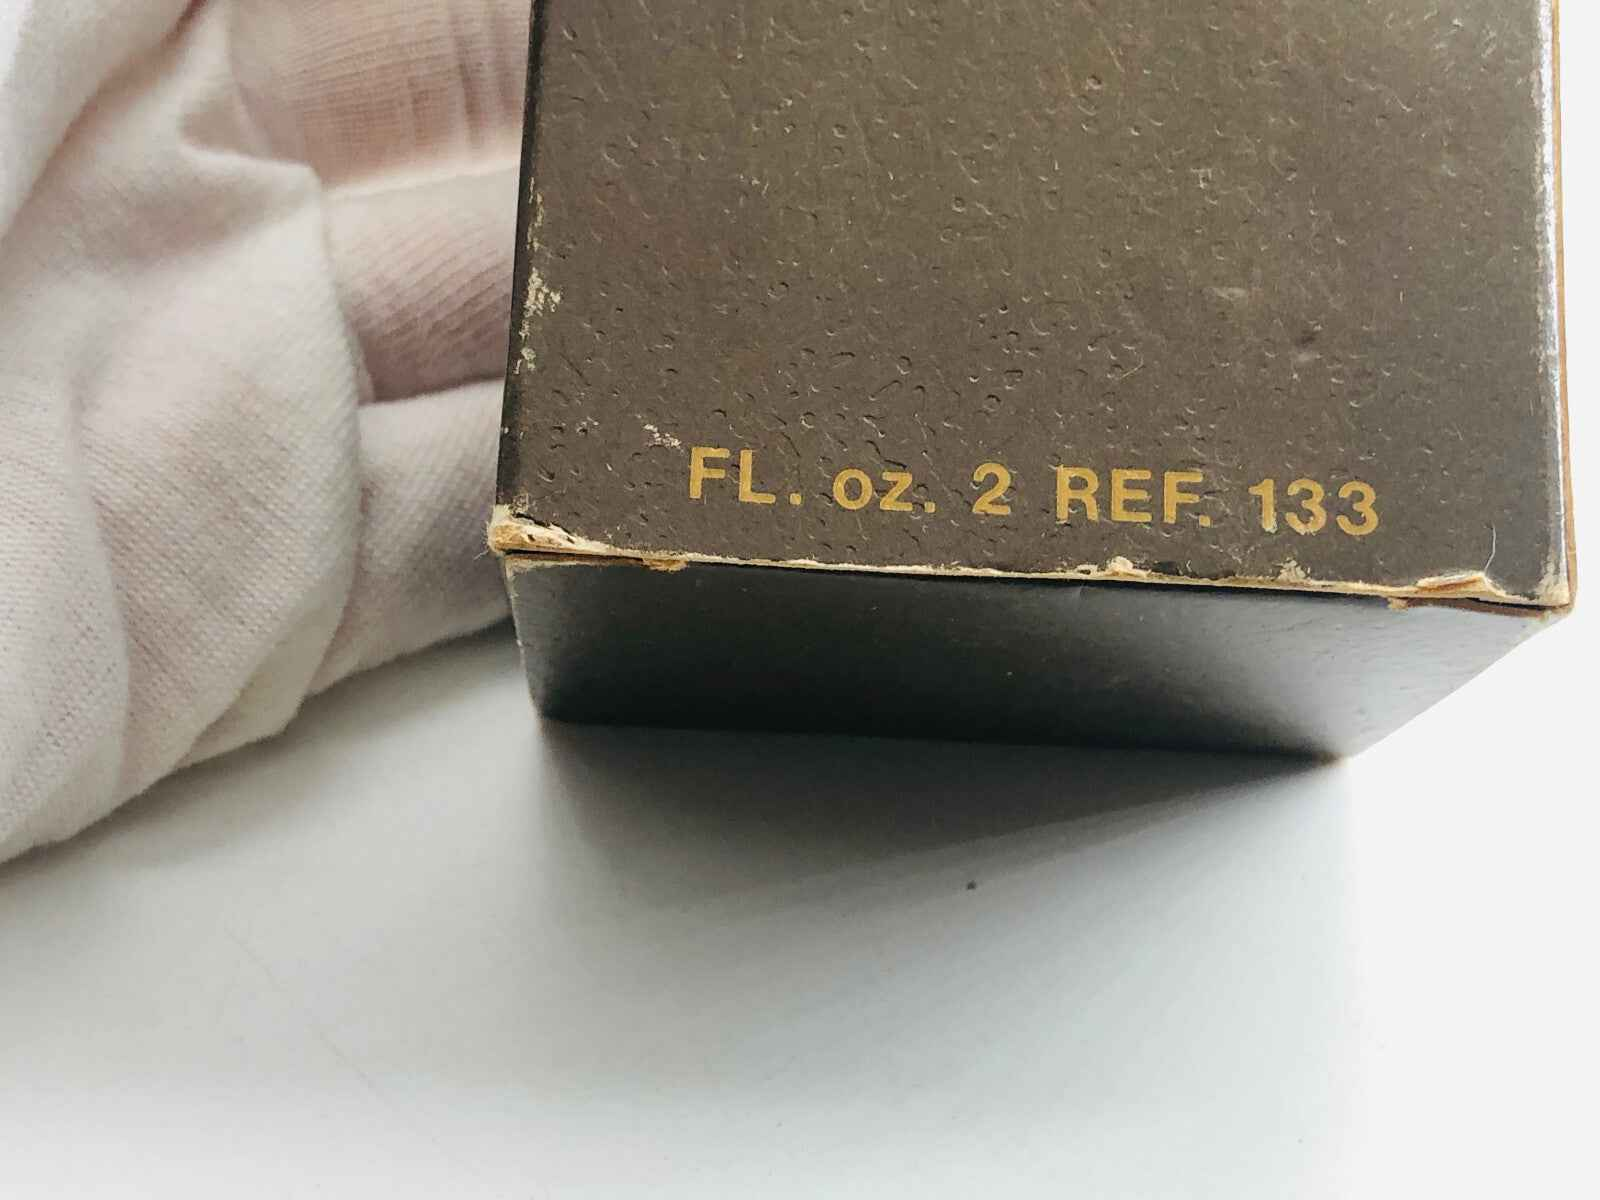 FL. oz. 2 REF. 133